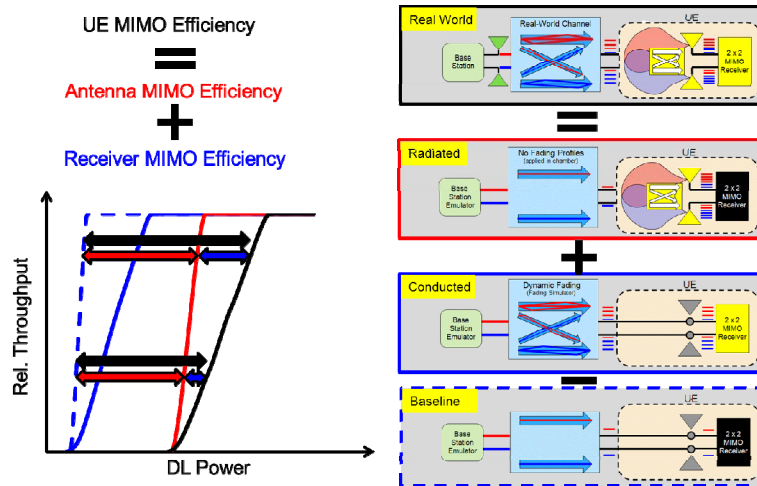 UE MIMO Efficiency
=
Antenna MIMO Efficiency
+
Receiver MIMO Efficiency
Rel. Throughput
DL Power
Real World
Real-World Channel
UE
Base
Station
2 x 2
MIMO
Receiver
=
Radiated
No Fading Profiles
(applied in chamber)
UE
Base
Station
Emulator
2 x 2
MIMO
Receiver
+
Conducted
Dynamic Fading
(Fading Simulator)
UE
Base
Station
Emulator
2 x 2
MIMO
Receiver
=
Baseline
UE
Base
Station
Emulator
2 x 2
MIMO
Receiver